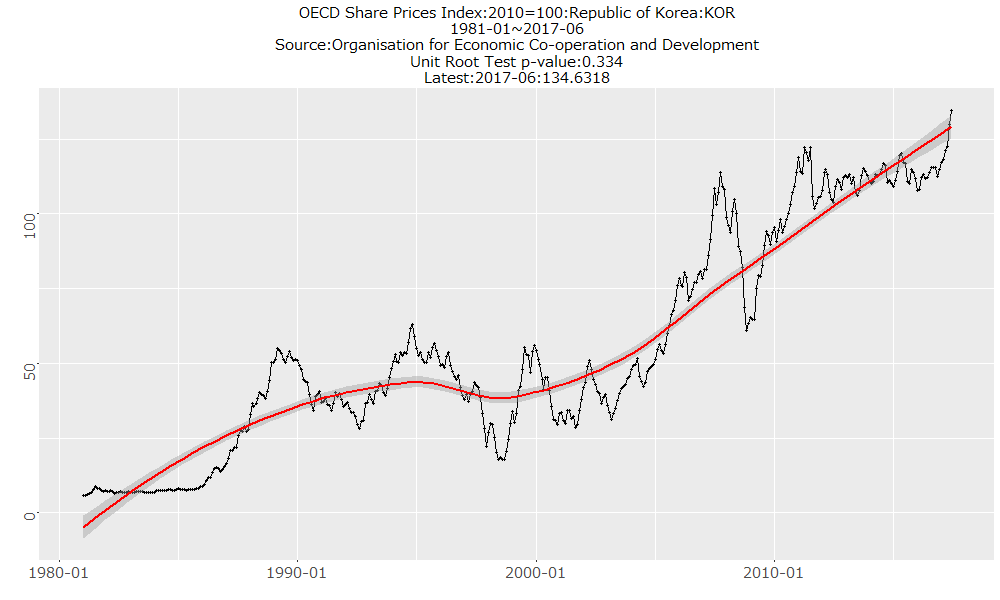 OECD Share Prices Index:2010=100:Republic of Korea:KOR
1981-01~2017-06
Source:Organisation for Economic Co-operation and Development
Unit Root Test p-value:0.334
Latest:2017-06:134.6318
100
50
0
1980-01 1990-01 2000-01 2010-01